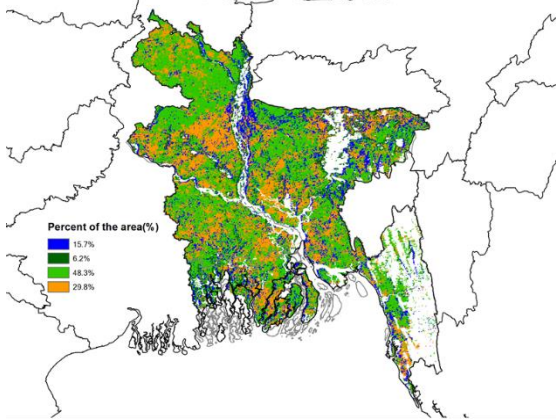 Percent of the area(%)
15.7%
6.2%
48.3%
29.8%